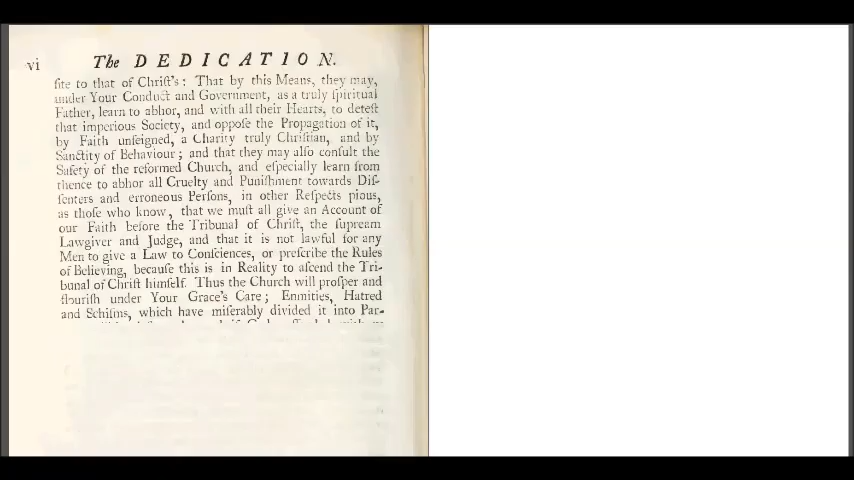 vi The DEDICATION.
ſite to that of Chriſt's: That by this Means, they may,
under Your Conduct and Government, as a truly ſpiritual
Father, learn to abhor, and with all their Hearts, to deteſt
that imperious Society, and oppoſe the Propagation of it,
by Faith unfeigned, a Charity truly Chriſtian, and by
Sanctity of Behaviour; and that they may alſo conſult the
Safety of the reformed Church, and eſpecially learn from
thence to abhor all Cruelty and Puniſhment towards Diſ-
ſenters and erroneous Perſons, in other Reſpects pious,
as thoſe who know, that we muſt all give an Account of
our Faith before the Tribunal of Chriſt, the ſupream
Lawgiver and Judge, and that it is not lawful for any
Men to give a Law to Conſciences, or preſcribe the Rules
of Believing, becauſe this is in Reality to aſcend the Tri-
bunal of Chriſt himſelf. Thus the Church will proſper and
flouriſh under Your Grace's Care; Enmities, Hatred
and Schiſms, which have miſerably divided it into Par-